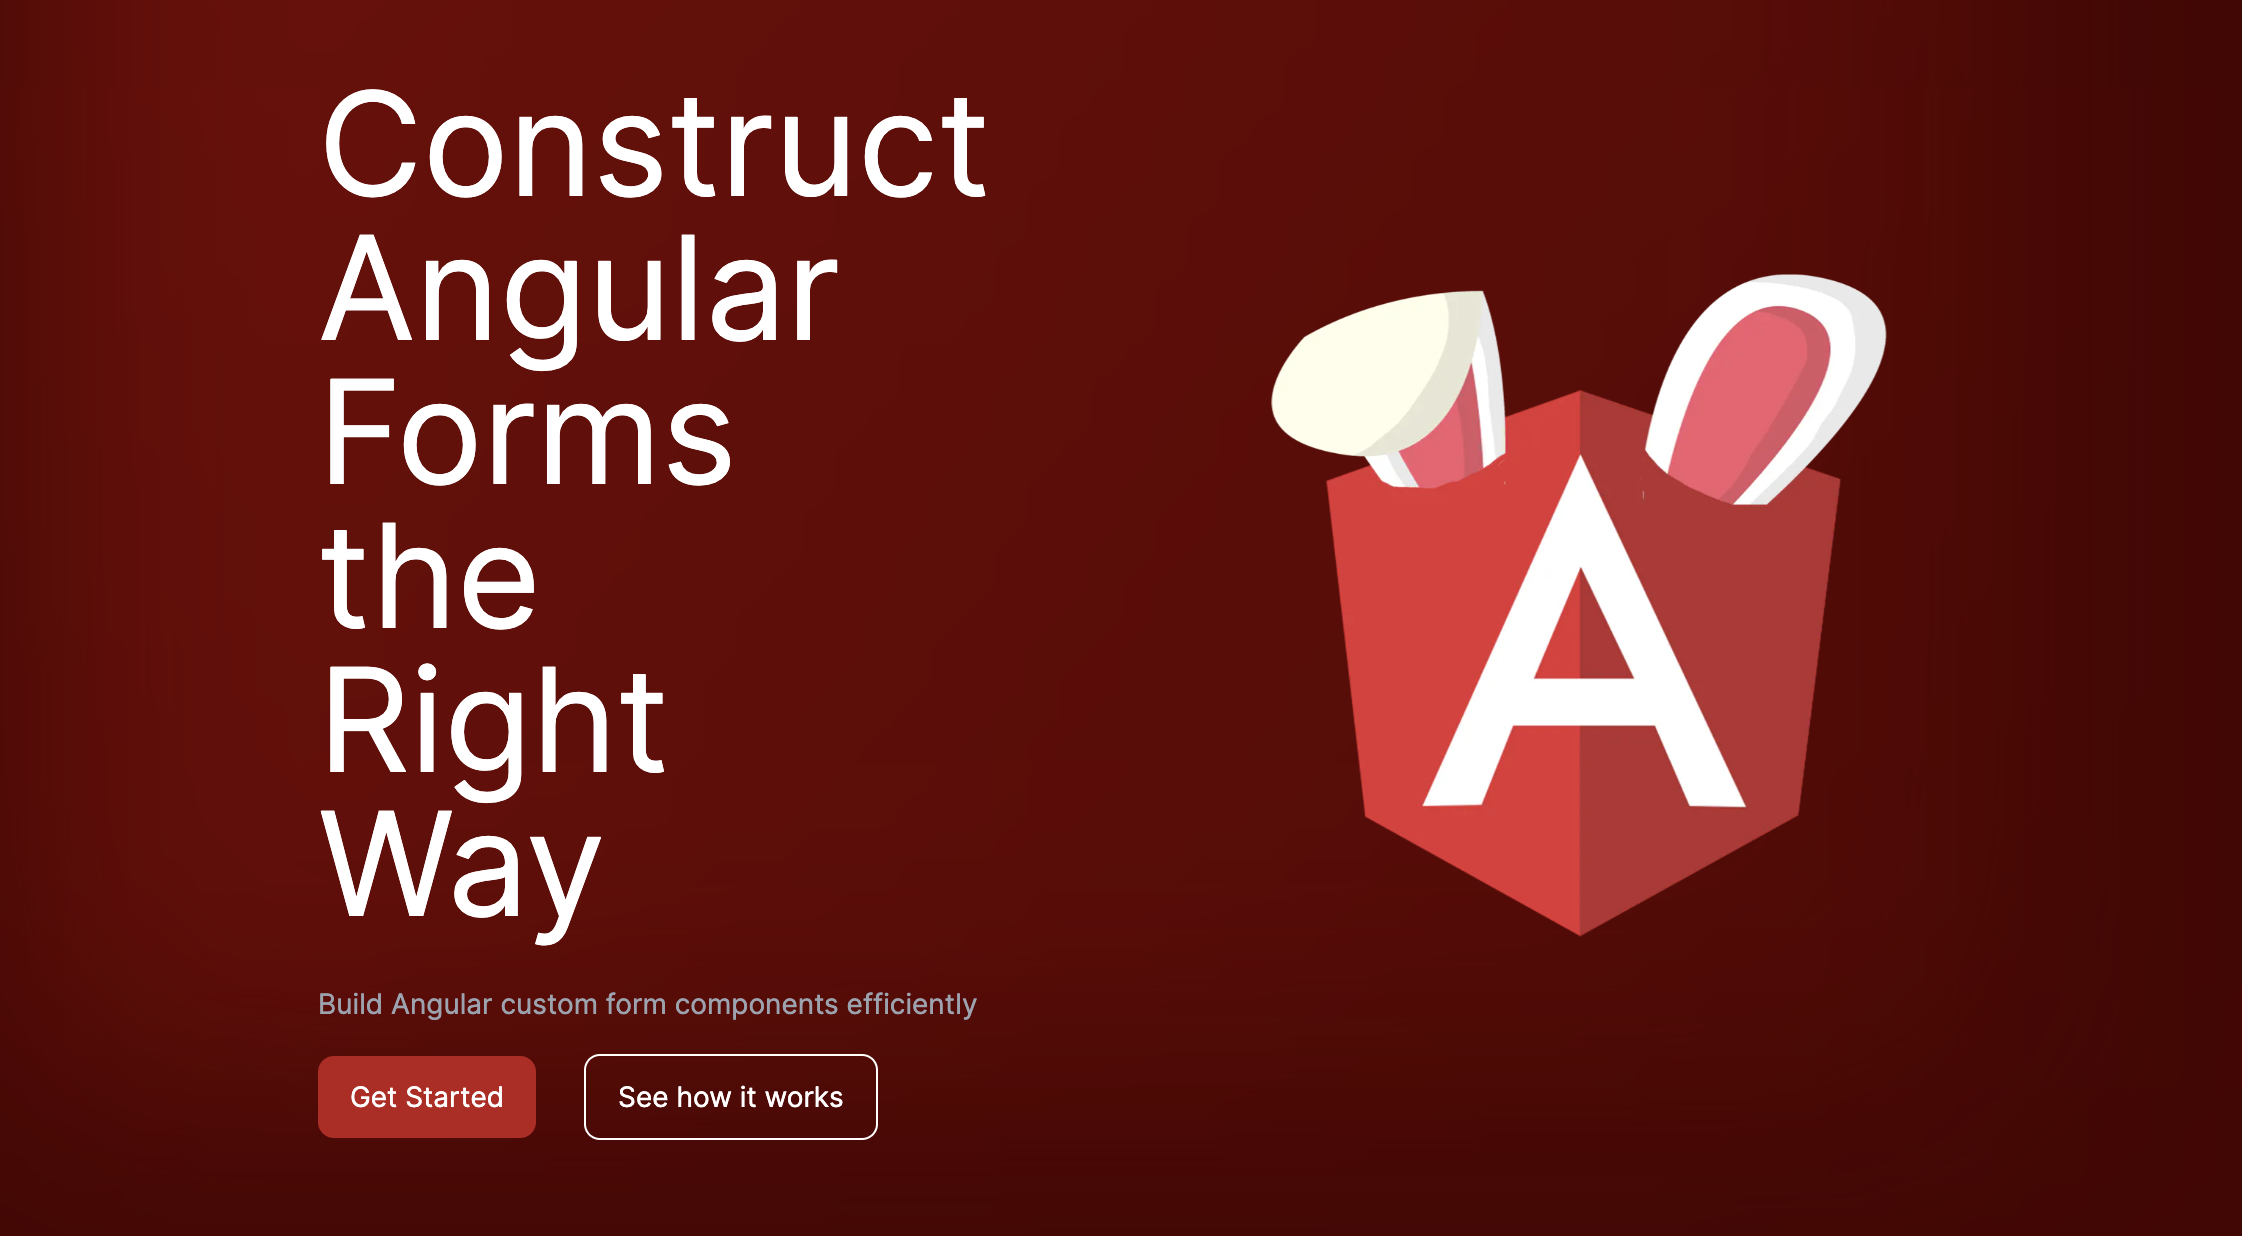 Construct
Angular
Forms
the
Right
Way
Build Angular custom form components efficiently
Get Started
See how it works
A